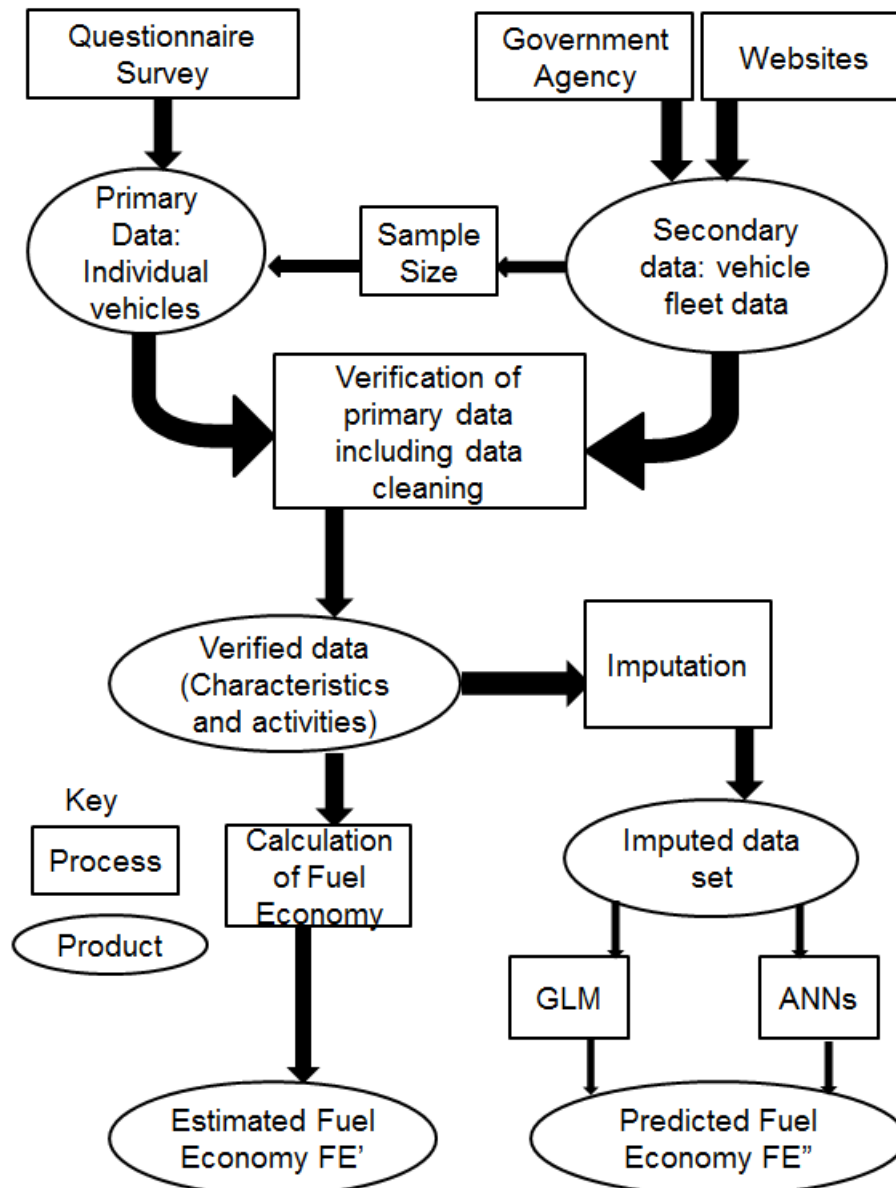 Questionnaire
Survey
Government
Agency
Websites
Primary
Data:
Individual
vehicles
Sample
Size
Secondary
data: vehicle
fleet data
Verification of
primary data
including data
cleaning
Verified data
(Characteristics
and activities)
Imputation
Key
Process
Product
Calculation
of Fuel
Economy
Imputed data
set
GLM
ANNs
Estimated Fuel
Economy FE’
Predicted Fuel
Economy FE”